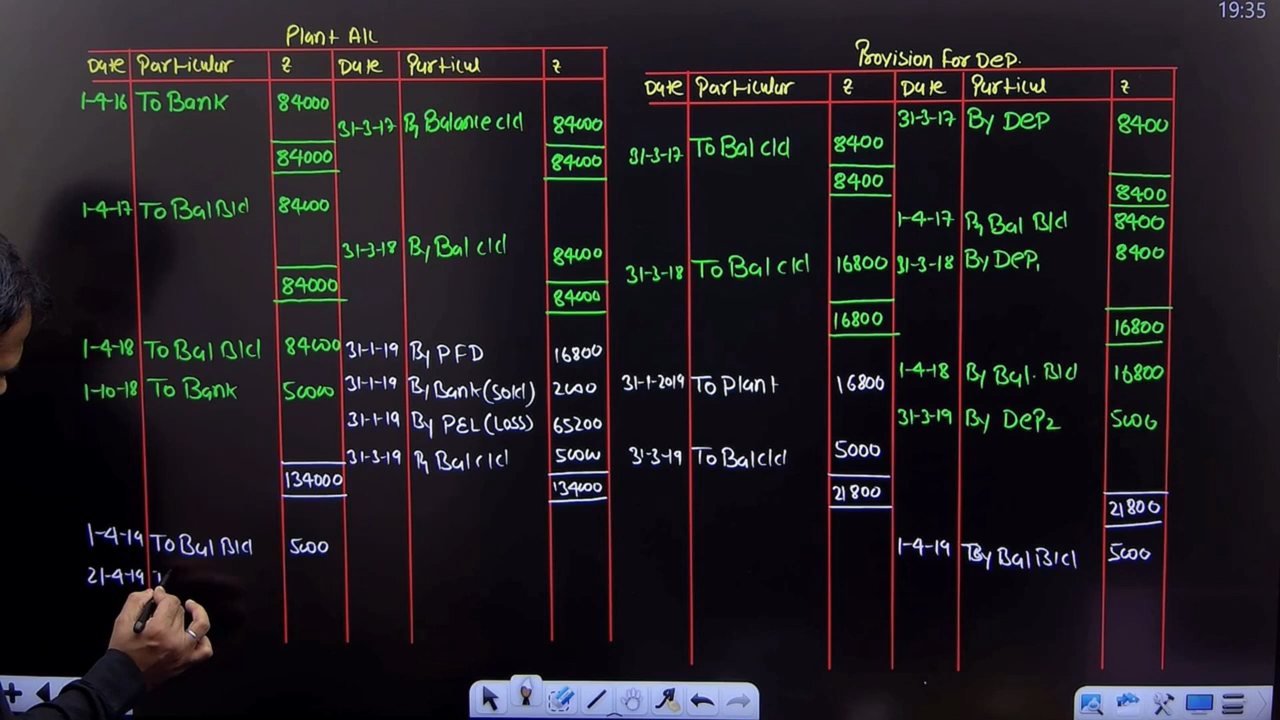 19:35
Plant A/c
Date Particular ₹ Date Particul ₹
1-4-16 To Bank 84000
31-3-17 By Balance c/d 84000
84000 84000
1-4-17 To Bal B/d 84000
31-3-18 By Bal c/d 84000
84000 84000
1-4-18 To Bal B/d 84000 31-1-19 By PFD 16800
1-10-18 To Bank 50000 31-1-19 By Bank (Sold) 2000
31-1-19 By P&L (Loss) 65200
31-3-19 By Bal c/d 50000
134000 134000
1-4-19 To Bal B/d 5000
21-4-19
Provision For Dep.
Date Particular ₹ Date Particul ₹
31-3-17 By Dep 8400
31-3-17 To Bal c/d 8400
8400 8400
1-4-17 By Bal B/d 8400
31-3-18 To Bal c/d 16800 31-3-18 By Dep1 8400
16800 16800
1-4-18 By Bal. B/d 16800
31-1-2019 To Plant 16800
31-3-19 By Dep2 5000
31-3-19 To Bal c/d 5000
21800 21800
1-4-19 By Bal B/d 5000